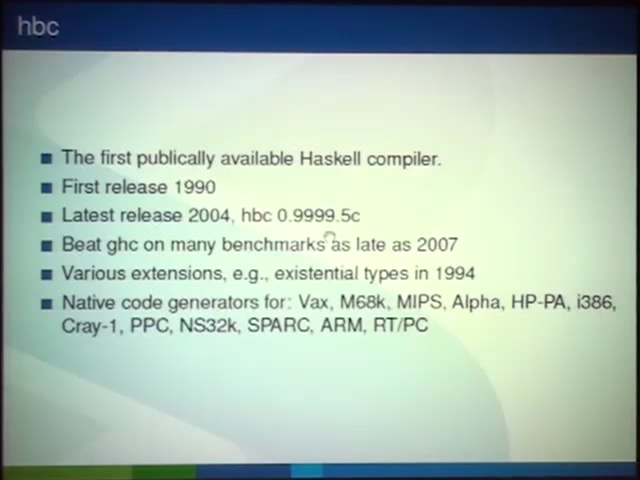 hbc
The first publically available Haskell compiler.
First release 1990
Latest release 2004, hbc 0.9999.5c
Beat ghc on many benchmarks as late as 2007
Various extensions, e.g., existential types in 1994
Native code generators for: Vax, M68k, MIPS, Alpha, HP-PA, i386,
Cray-1, PPC, NS32k, SPARC, ARM, RT/PC